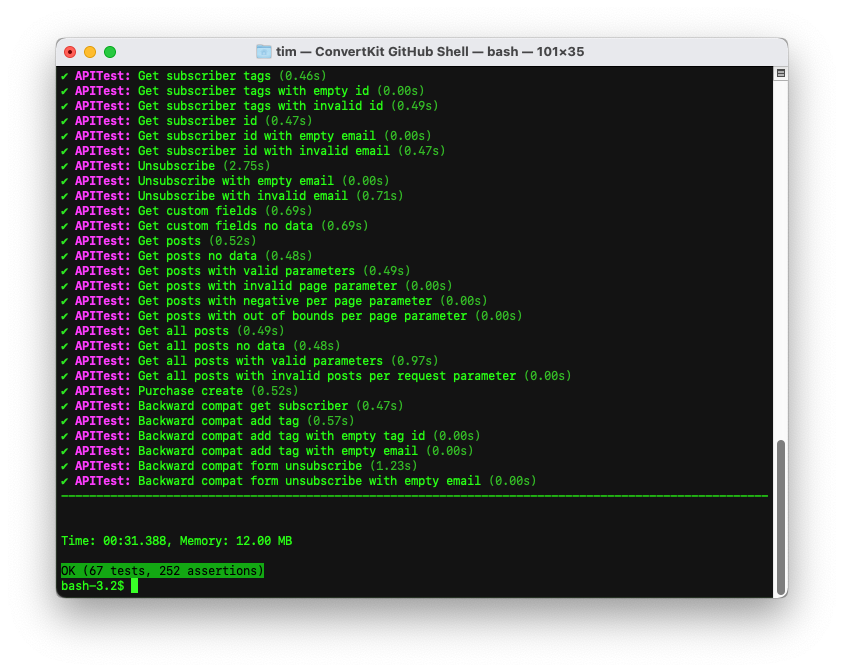 tim — ConvertKit GitHub Shell — bash — 101×35
✔ APITest: Get subscriber tags (0.46s)
✔ APITest: Get subscriber tags with empty id (0.00s)
✔ APITest: Get subscriber tags with invalid id (0.49s)
✔ APITest: Get subscriber id (0.47s)
✔ APITest: Get subscriber id with empty email (0.00s)
✔ APITest: Get subscriber id with invalid email (0.47s)
✔ APITest: Unsubscribe (2.75s)
✔ APITest: Unsubscribe with empty email (0.00s)
✔ APITest: Unsubscribe with invalid email (0.71s)
✔ APITest: Get custom fields (0.69s)
✔ APITest: Get custom fields no data (0.69s)
✔ APITest: Get posts (0.52s)
✔ APITest: Get posts no data (0.48s)
✔ APITest: Get posts with valid parameters (0.49s)
✔ APITest: Get posts with invalid page parameter (0.00s)
✔ APITest: Get posts with negative per page parameter (0.00s)
✔ APITest: Get posts with out of bounds per page parameter (0.00s)
✔ APITest: Get all posts (0.49s)
✔ APITest: Get all posts no data (0.48s)
✔ APITest: Get all posts with valid parameters (0.97s)
✔ APITest: Get all posts with invalid posts per request parameter (0.00s)
✔ APITest: Purchase create (0.52s)
✔ APITest: Backward compat get subscriber (0.47s)
✔ APITest: Backward compat add tag (0.57s)
✔ APITest: Backward compat add tag with empty tag id (0.00s)
✔ APITest: Backward compat add tag with empty email (0.00s)
✔ APITest: Backward compat form unsubscribe (1.23s)
✔ APITest: Backward compat form unsubscribe with empty email (0.00s)
Time: 00:31.388, Memory: 12.00 MB
OK (67 tests, 252 assertions)
bash-3.2$